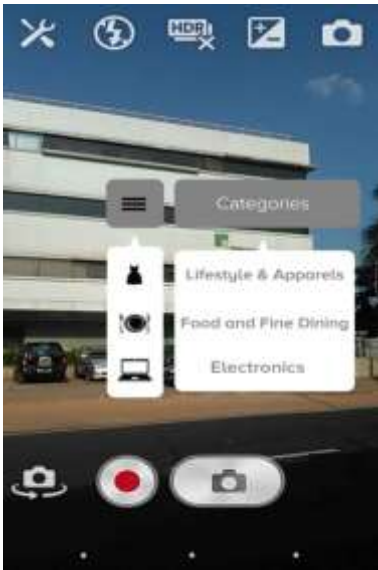 HDR
Categories
Lifestyle & Apparels
Food and Fine Dining
Electronics